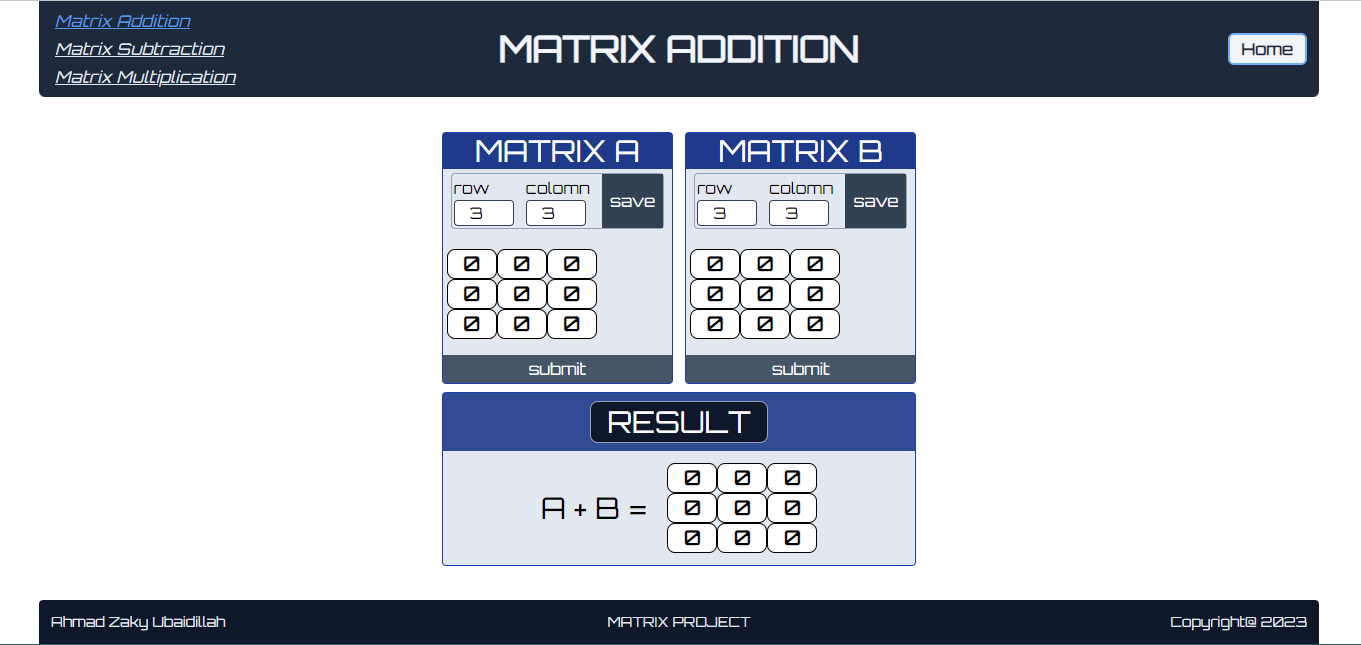 Matrix Addition
Matrix Subtraction
Matrix Multiplication
MATRIX ADDITION
Home
MATRIX A
row colomn save
3 3
0 0 0
0 0 0
0 0 0
submit
MATRIX B
row colomn save
3 3
0 0 0
0 0 0
0 0 0
submit
RESULT
A + B =
0 0 0
0 0 0
0 0 0
Ahmad Zaky Ubaidillah
MATRIX PROJECT
Copyright@ 2023